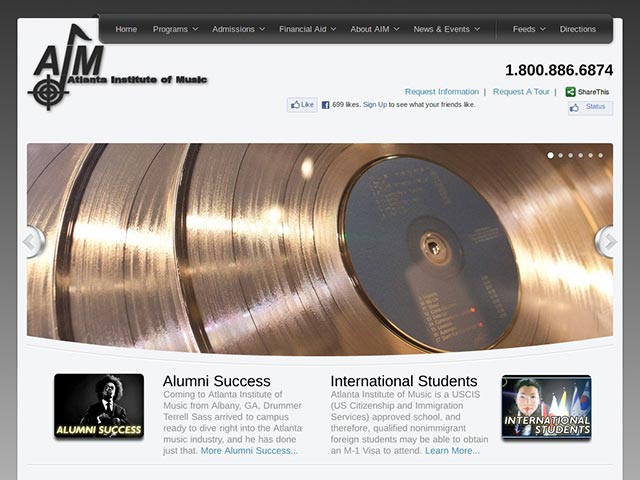 Home Programs Admissions Financial Aid About AIM News & Events Feeds Directions
AIM
Atlanta Institute of Music
1.800.886.6874
Request Information | Request A Tour | ShareThis
Like 699 likes. Sign Up to see what your friends like. Status
Alumni Success
Coming to Atlanta Institute of
Music from Albany, GA, Drummer
Terrell Sass arrived to campus
ready to dive right into the Atlanta
music industry, and he has done
just that. More Alumni Success...
ALUMNI SUCCESS
International Students
Atlanta Institute of Music is a USCIS
(US Citizenship and Immigration
Services) approved school, and
therefore, qualified nonimmigrant
foreign students may be able to obtain
an M-1 Visa to attend. Learn More...
INTERNATIONAL
STUDENTS